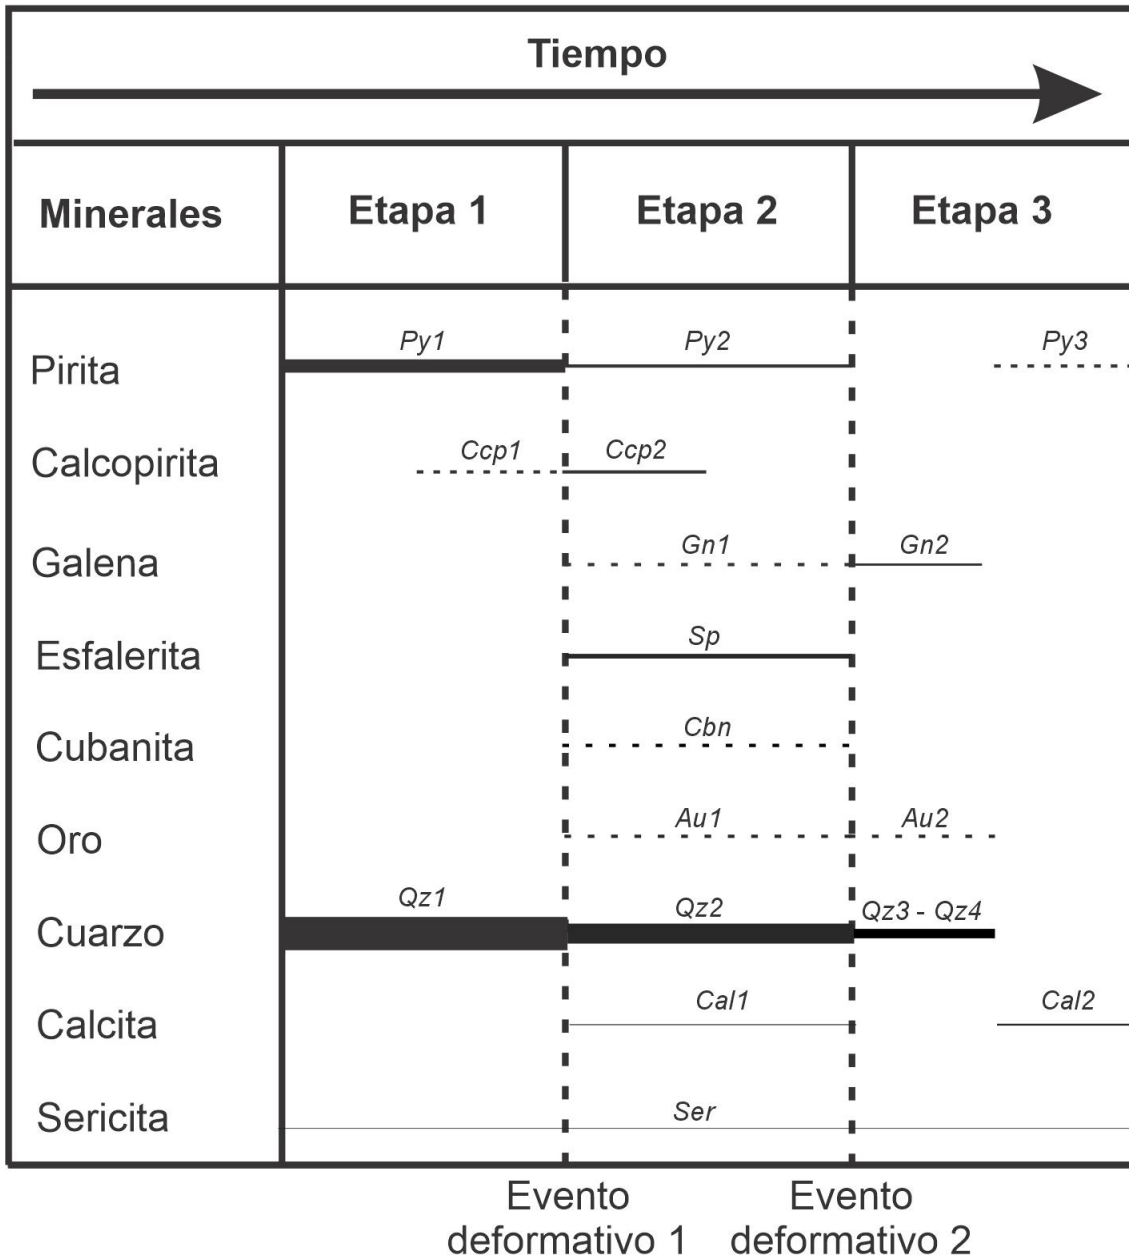 Tiempo
Minerales Etapa 1 Etapa 2 Etapa 3
Pirita Py1 Py2 Py3
Calcopirita Ccp1 Ccp2
Galena Gn1 Gn2
Esfalerita Sp
Cubanita Cbn
Oro Au1 Au2
Cuarzo Qz1 Qz2 Qz3 - Qz4
Calcita Cal1 Cal2
Sericita Ser
Evento Evento
deformativo 1 deformativo 2